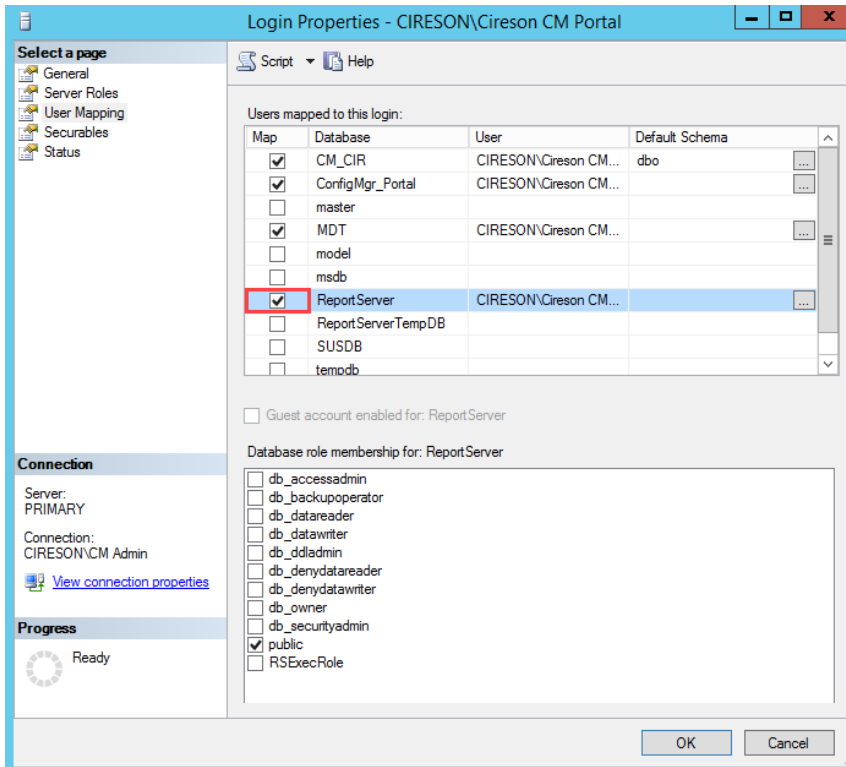 Login Properties - CIRESON\Cireson CM Portal
Select a page
General
Server Roles
User Mapping
Securables
Status
Script
Help
Users mapped to this login:
Map Database User Default Schema
CM_CIR CIRESON\Cireson CM... dbo ...
ConfigMgr_Portal CIRESON\Cireson CM... ...
master
MDT CIRESON\Cireson CM... ...
model
msdb
ReportServer CIRESON\Cireson CM... ...
ReportServerTempDB
SUSDB
tempdb
Guest account enabled for: ReportServer
Database role membership for: ReportServer
db_accessadmin
db_backupoperator
db_datareader
db_datawriter
db_ddladmin
db_denydatareader
db_denydatawriter
db_owner
db_securityadmin
public
RSExecRole
Connection
Server:
PRIMARY
Connection:
CIRESON\CM Admin
View connection properties
Progress
Ready
OK Cancel